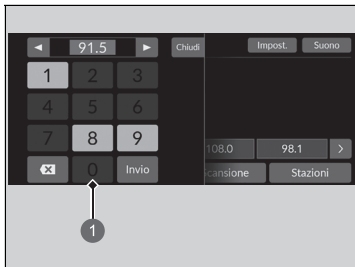 91.5
Chiudi
Impost.
Suono
1 2 3
4 5 6
7 8 9
0 Invio
108.0
98.1
cansione
Stazioni
1